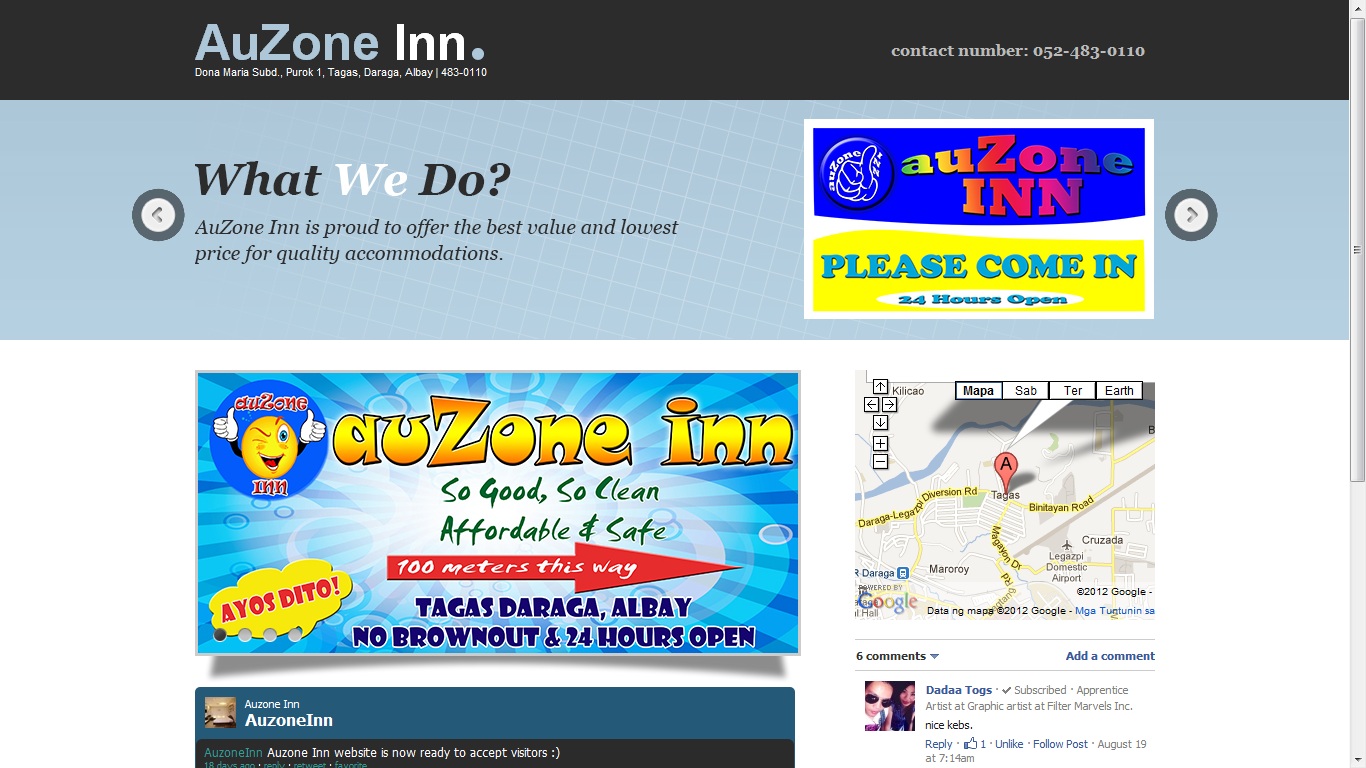 AuZone Inn.
Dona Maria Subd., Purok 1, Tagas, Daraga, Albay | 483-0110
contact number: 052-483-0110
What We Do?
AuZone Inn is proud to offer the best value and lowest
price for quality accommodations.
auZone
INN
auZone
INN
PLEASE COME IN
24 Hours Open
auZone
INN
auZone inn
So Good, So Clean
Affordable & Safe
100 meters this way
AYOS DITO!
TAGAS DARAGA, ALBAY
NO BROWNOUT & 24 HOURS OPEN
Kilicao
Mapa
Sab
Ter
Earth
A
Tagas
Daraga-Legazpi Diversion Rd
Binitayan Road
Magayon Dr
Cruzada
Legazpi
Domestic
Airport
R Daraga
Maroroy
POWERED BY
Google
©2012 Google -
Data ng mapa ©2012 Google - Mga Tuntunin sa
6 comments
Add a comment
Dadaa Togs · Subscribed · Apprentice
Artist at Graphic artist at Filter Marvels Inc.
nice kebs.
Reply · 1 · Unlike · Follow Post · August 19
at 7:14am
Auzone Inn
AuzoneInn
AuzoneInn Auzone Inn website is now ready to accept visitors :)
18 days ago · reply · retweet · favorite